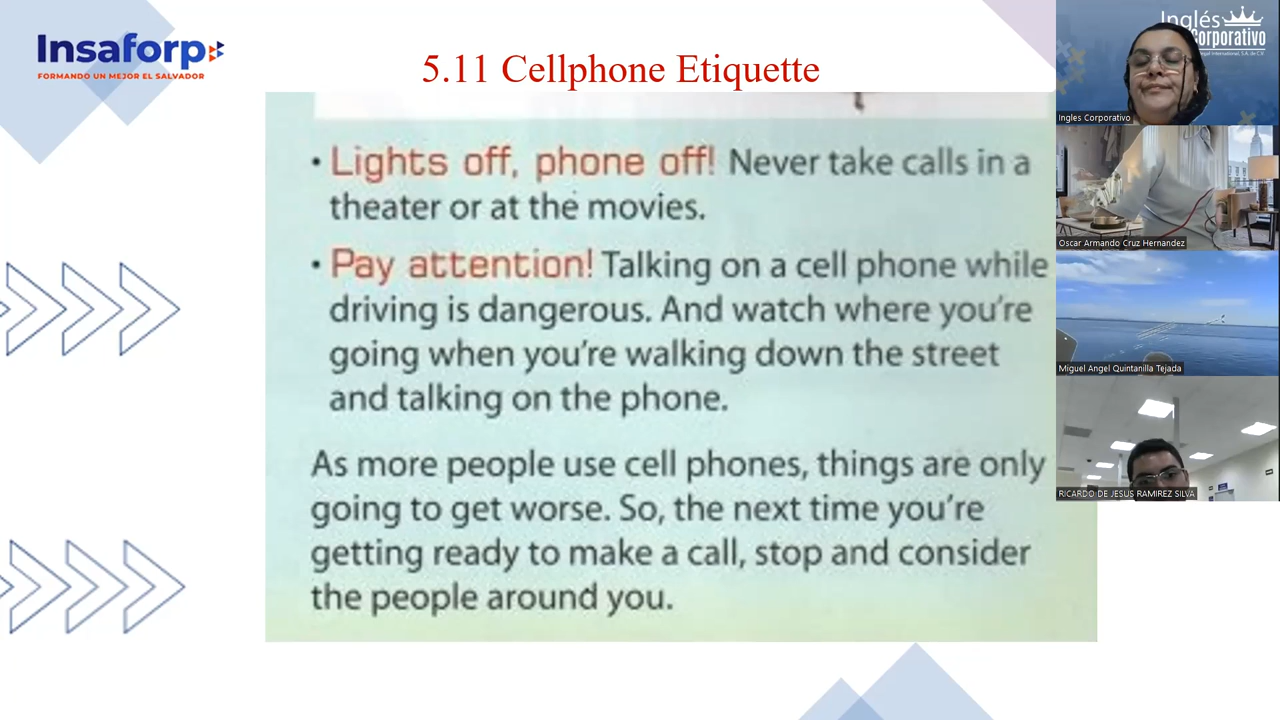 Insaforp
FORMANDO UN MEJOR EL SALVADOR
5.11 Cellphone Etiquette
• Lights off, phone off! Never take calls in a
theater or at the movies.
• Pay attention! Talking on a cell phone while
driving is dangerous. And watch where you're
going when you're walking down the street
and talking on the phone.
As more people use cell phones, things are only
going to get worse. So, the next time you're
getting ready to make a call, stop and consider
the people around you.
Inglés
Corporativo
Ingles Corporativo
Oscar Armando Cruz Hernandez
Miguel Angel Quintanilla Tejada
RICARDO DE JESUS RAMIREZ SILVA